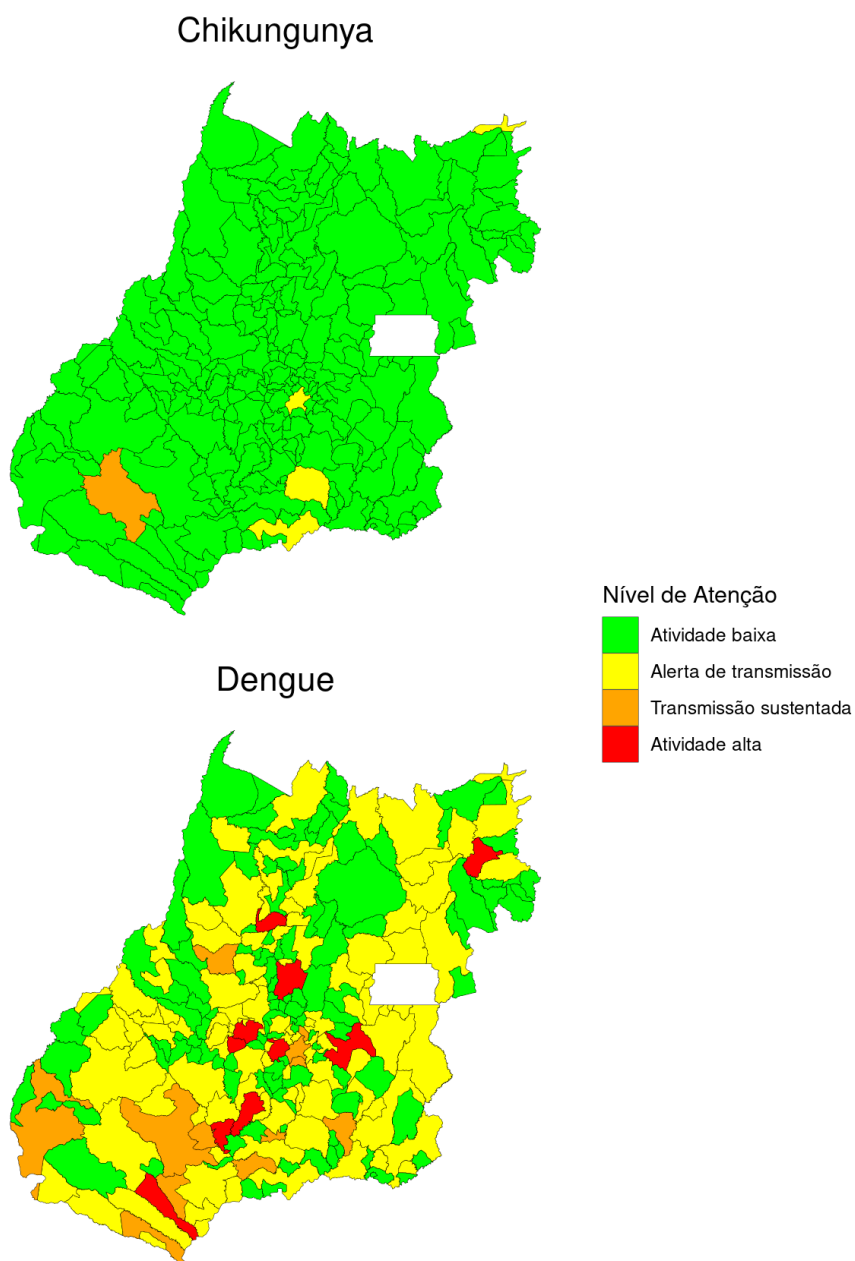 Chikungunya
Nível de Atenção
Atividade baixa
Alerta de transmissão
Transmissão sustentada
Atividade alta
Dengue